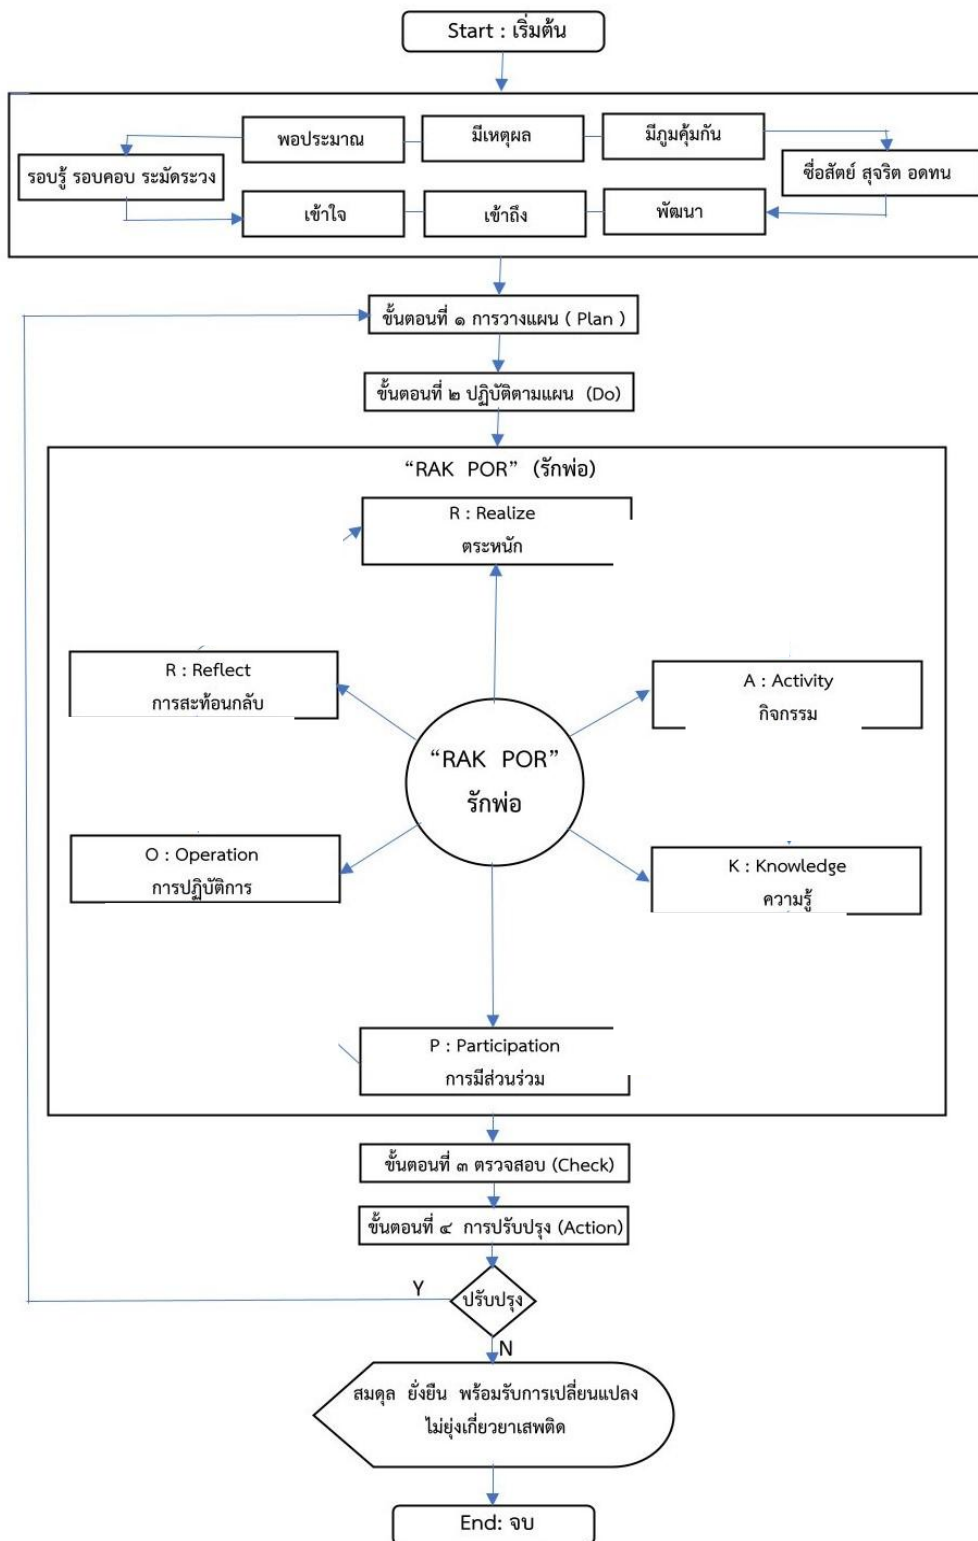 Start : เริ่มต้น
พอประมาณ
มีเหตุผล
มีภูมคุ้มกัน
รอบรู้ รอบคอบ ระมัดระวง
ซื่อสัตย์ สุจริต อดทน
เข้าใจ
เข้าถึง
พัฒนา
ขั้นตอนที่ ๑ การวางแผน ( Plan )
ขั้นตอนที่ ๒ ปฏิบัติตามแผน (Do)
“RAK POR” (รักพ่อ)
R : Realize
ตระหนัก
R : Reflect
การสะท้อนกลับ
A : Activity
กิจกรรม
“RAK POR”
รักพ่อ
O : Operation
การปฏิบัติการ
K : Knowledge
ความรู้
P : Participation
การมีส่วนร่วม
ขั้นตอนที่ ๓ ตรวจสอบ (Check)
ขั้นตอนที่ ๔ การปรับปรุง (Action)
Y
ปรับปรุง
N
สมดุล ยั่งยืน พร้อมรับการเปลี่ยนแปลง
ไม่ยุ่งเกี่ยวยาเสพติด
End: จบ